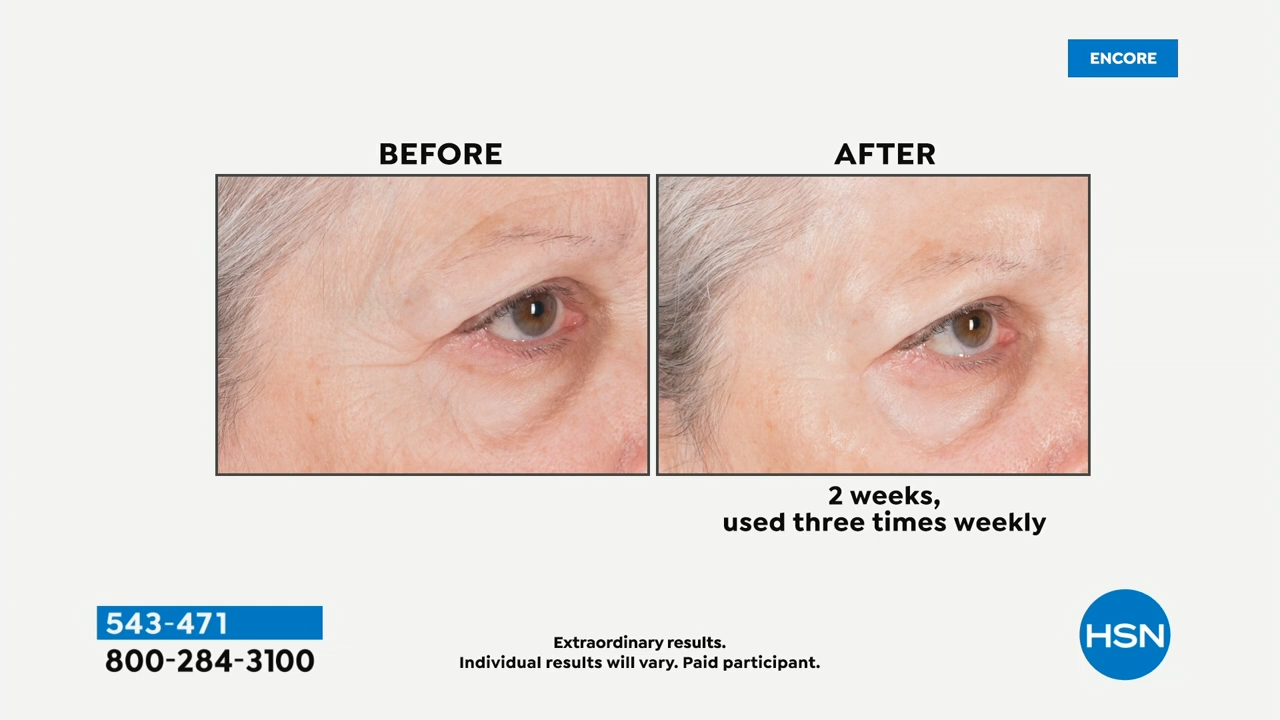 ENCORE
BEFORE
AFTER
2 weeks,
used three times weekly
543-471
800-284-3100
Extraordinary results.
Individual results will vary. Paid participant.
HSN